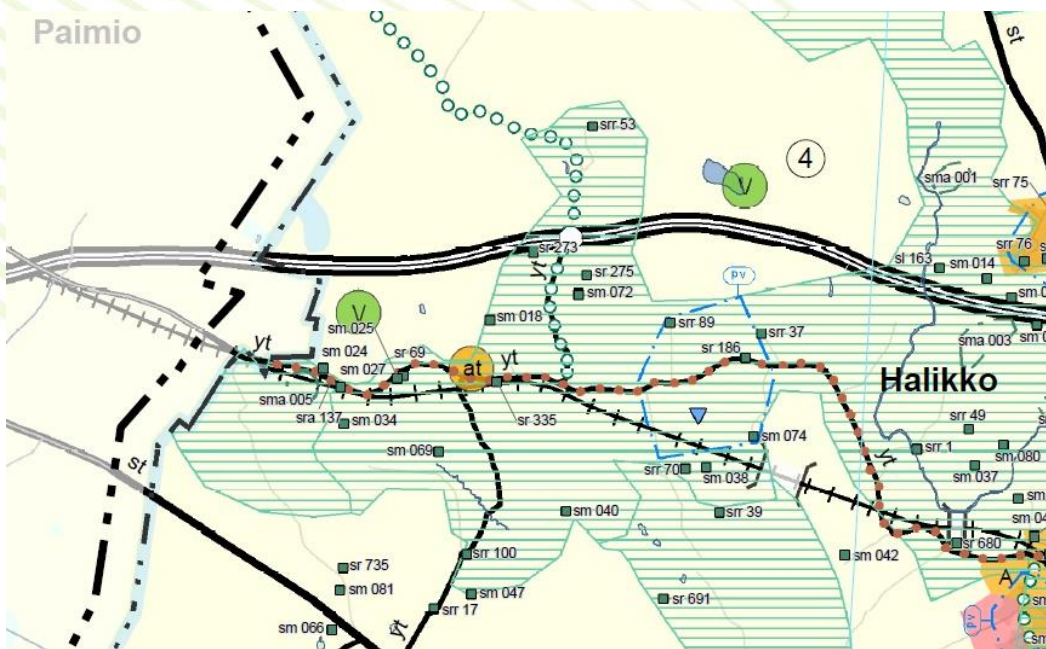 Paimio
st
srr 53
4
V
sma 001
srr 75
sr 273
yt
sr 275
sm 072
pv
sl 163
srr 76
sm 014
V
sm 025
sm 018
srr 89
srr 37
sma 003
yt
sm 024
sr 69
at
yt
sr 186
sm 027
Halikko
sma 005
sra 137
sm 034
sr 335
srr 49
sm 074
srr 1
sm 080
st
sm 069
srr 70
sm 038
yt
sm 037
sm 040
srr 39
sr 680
srr 100
sm 042
sr 735
A
sm 081
sm 047
sr 691
srr 17
pv
sm 066
yt